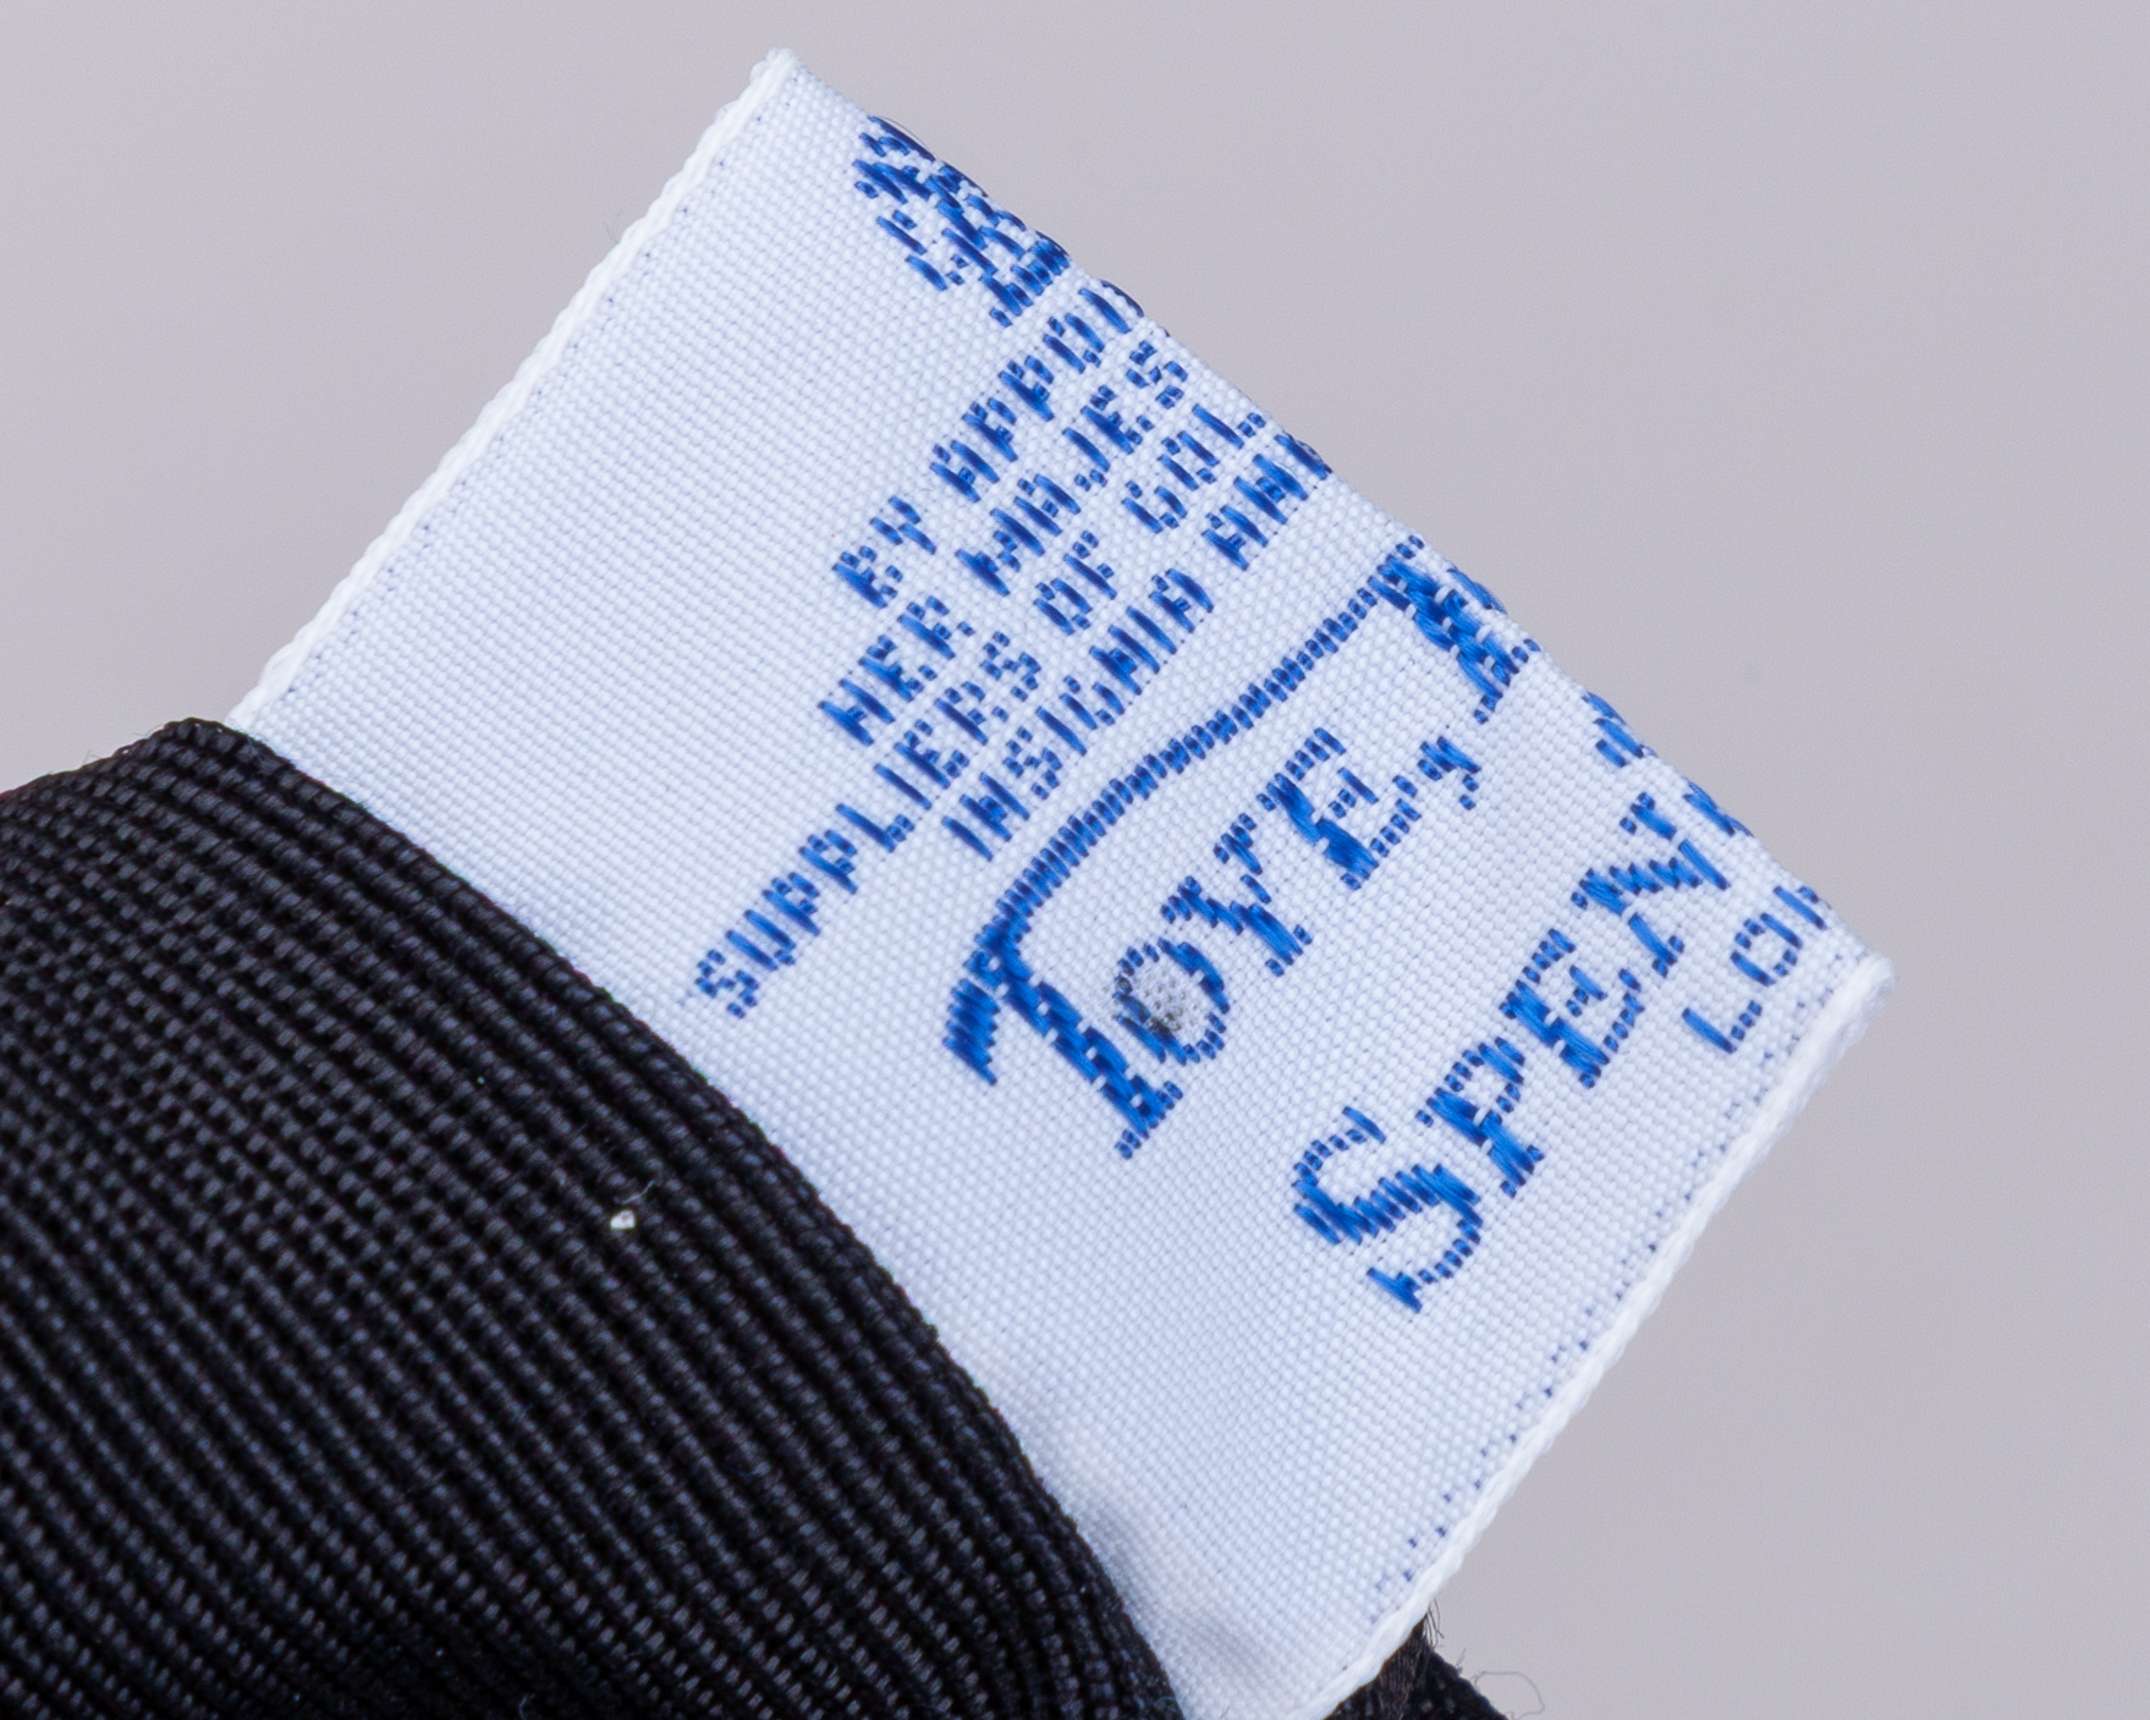 BY APPOI
HER MAJES
SUPPLIERS OF GOL
INSIGNIA AND
TOYE,
SPEN
LON